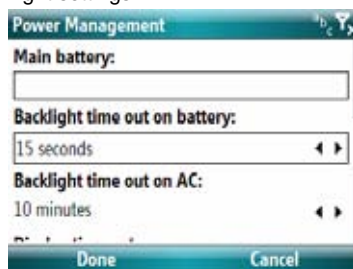 Power Management
Main battery:
Backlight time out on battery:
15 seconds
Backlight time out on AC:
10 minutes
Done Cancel